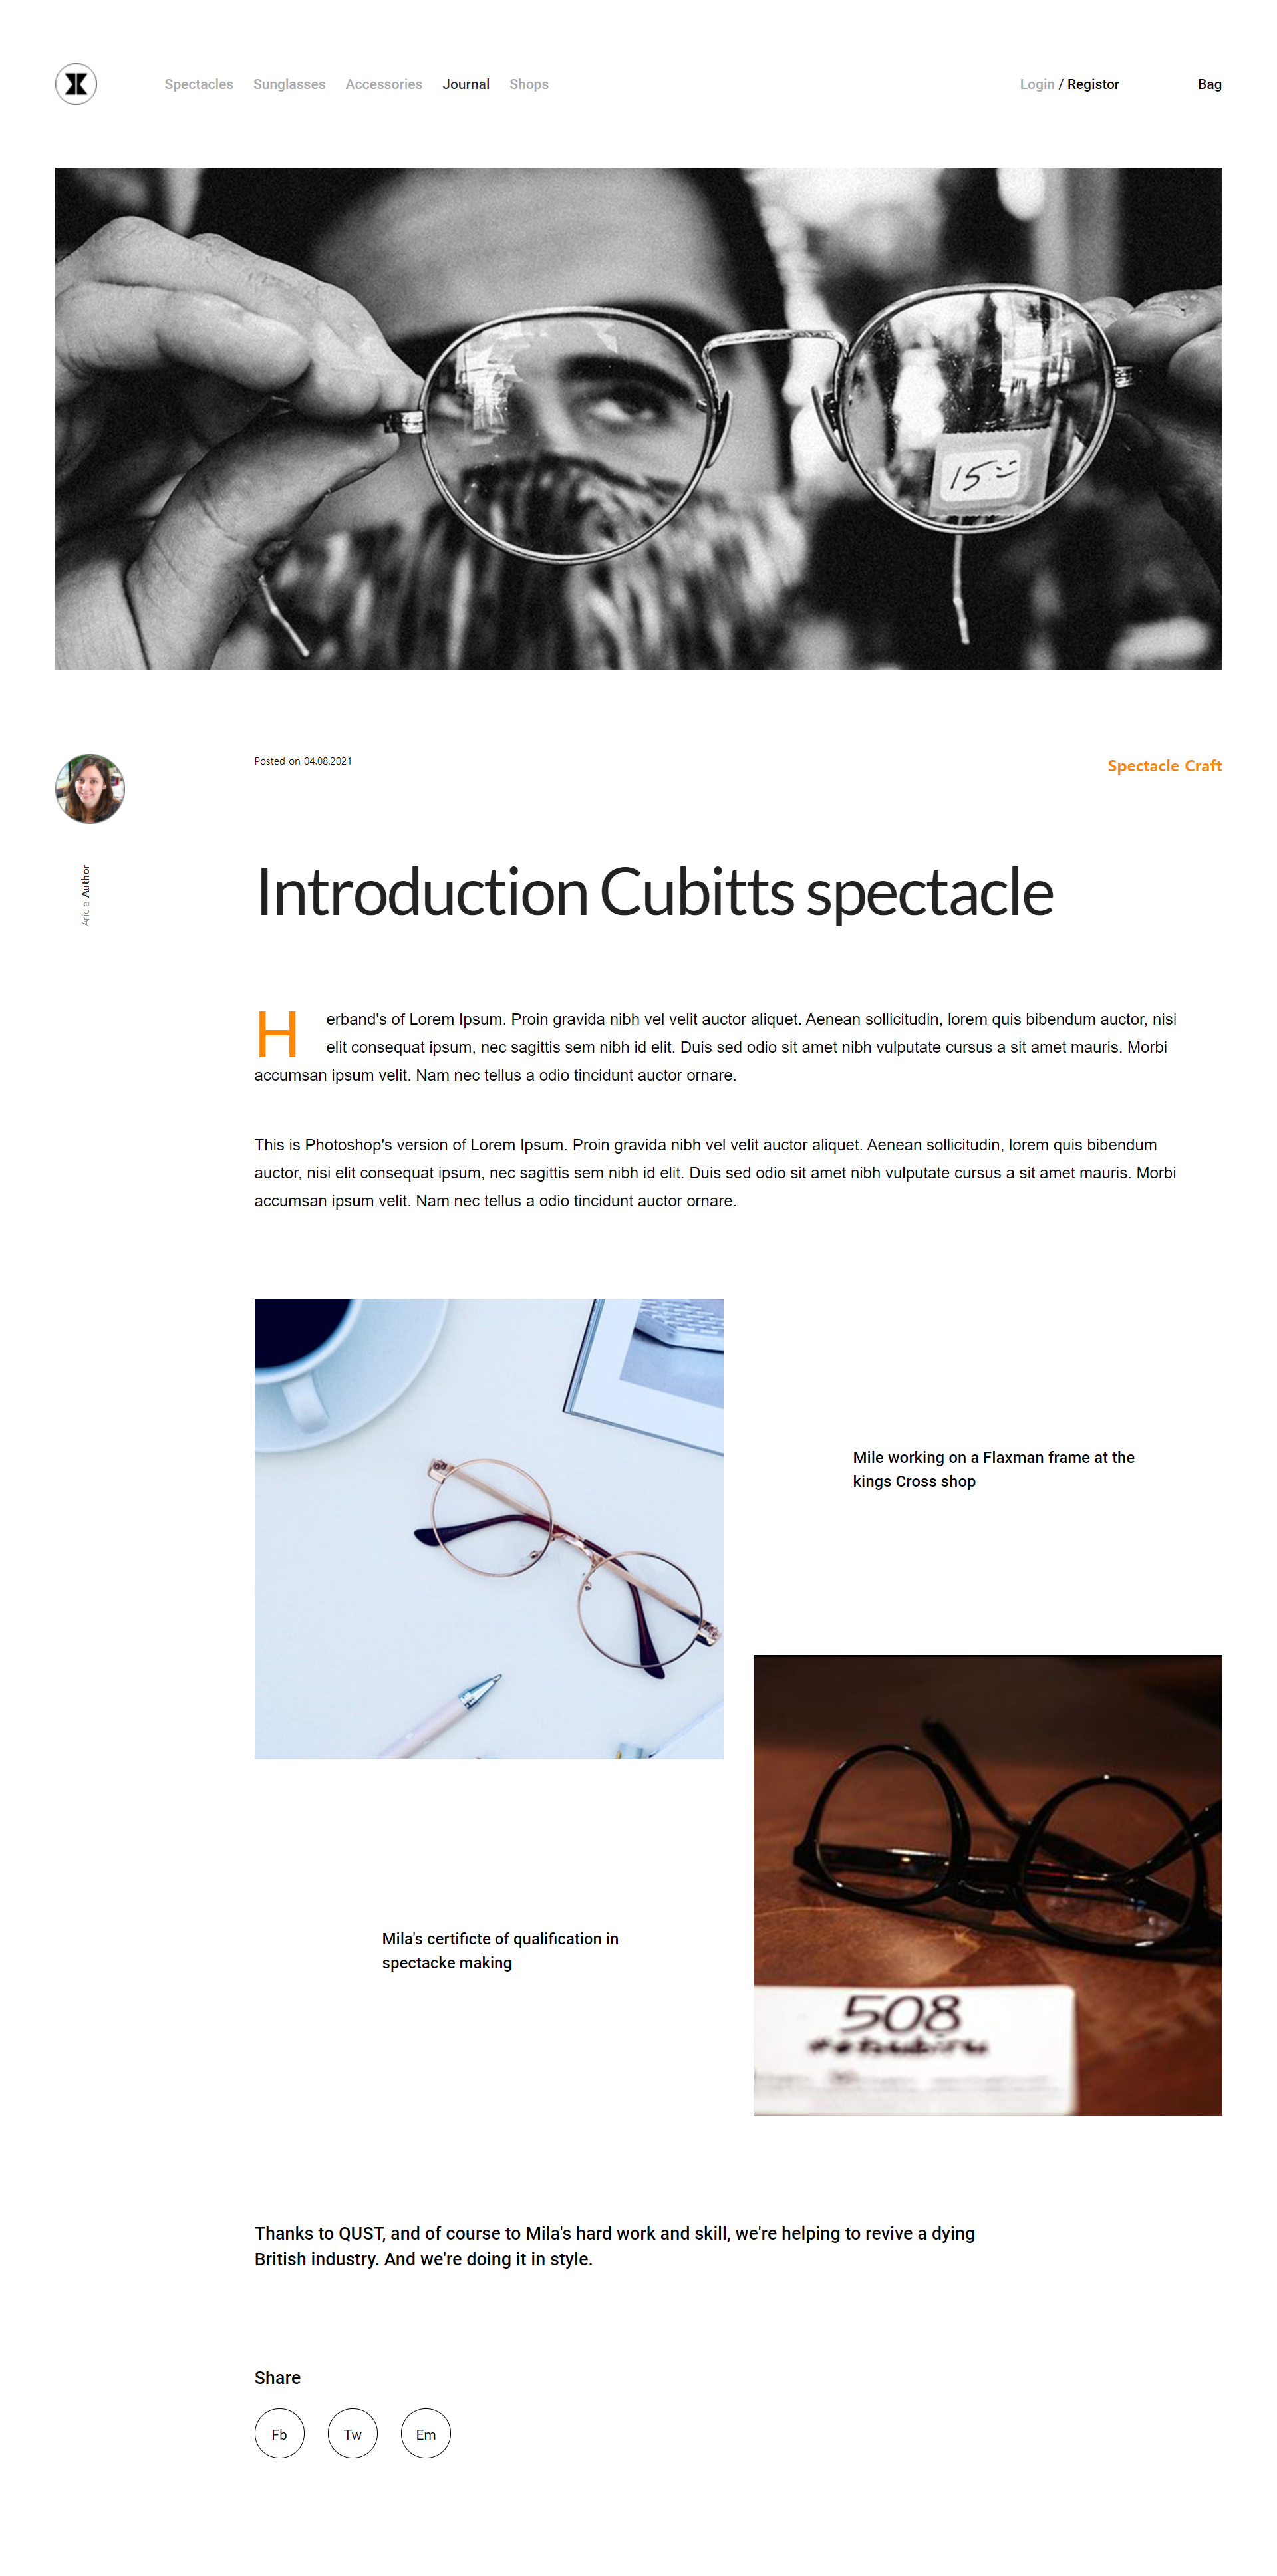 Spectacles Sunglasses Accessories Journal Shops Login / Registor Bag
15
Posted on 04.08.2021 Spectacle Craft
Aricle Author
Introduction Cubitts spectacle
Herband's of Lorem Ipsum. Proin gravida nibh vel velit auctor aliquet. Aenean sollicitudin, lorem quis bibendum auctor, nisi
elit consequat ipsum, nec sagittis sem nibh id elit. Duis sed odio sit amet nibh vulputate cursus a sit amet mauris. Morbi
accumsan ipsum velit. Nam nec tellus a odio tincidunt auctor ornare.
This is Photoshop's version of Lorem Ipsum. Proin gravida nibh vel velit auctor aliquet. Aenean sollicitudin, lorem quis bibendum
auctor, nisi elit consequat ipsum, nec sagittis sem nibh id elit. Duis sed odio sit amet nibh vulputate cursus a sit amet mauris. Morbi
accumsan ipsum velit. Nam nec tellus a odio tincidunt auctor ornare.
Mile working on a Flaxman frame at the
kings Cross shop
Mila's certificte of qualification in
spectacke making
508
Thanks to QUST, and of course to Mila's hard work and skill, we're helping to revive a dying
British industry. And we're doing it in style.
Share
Fb Tw Em